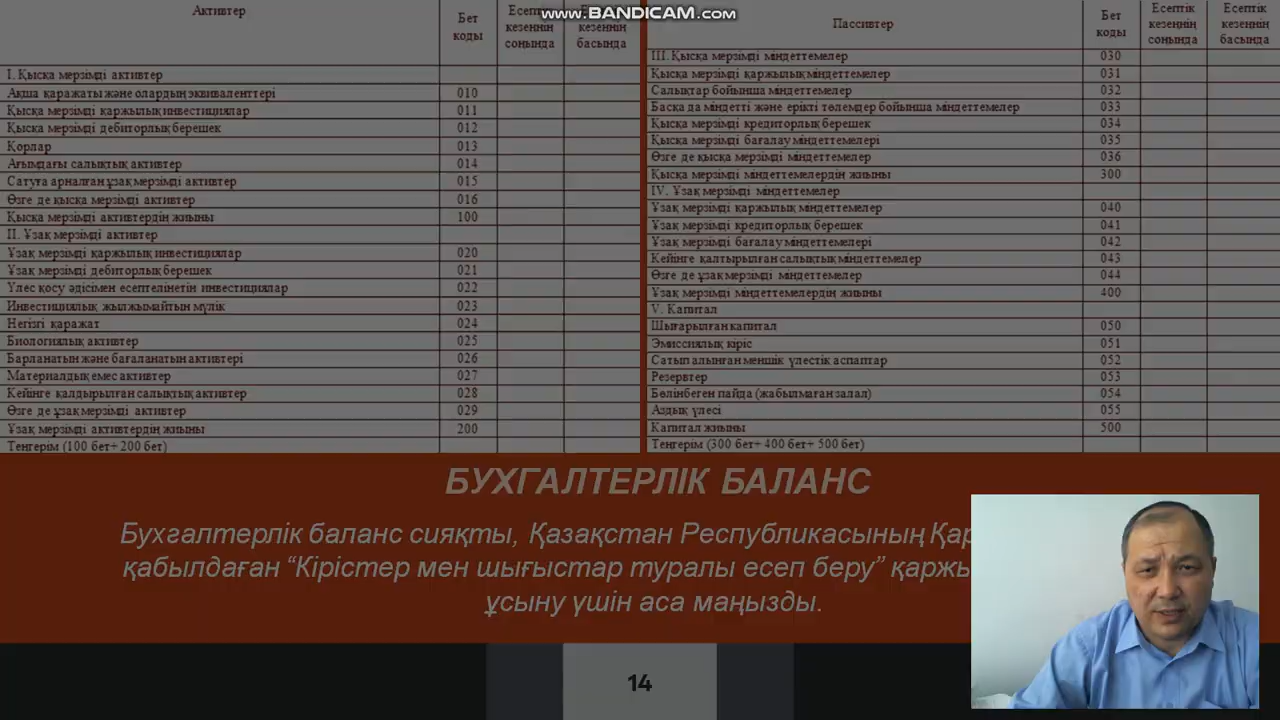 www.BANDICAM.com
Активтер
Бет коды
кезеннің соңында
кезеннің басында
І. Қысқа мерзімді активтер
Ақша қаражаты және олардың эквиваленттері 010
Қысқа мерзімді қаржылық инвестициялар 011
Қысқа мерзімді дебиторлық берешек 012
Қорлар 013
Ағымдағы салықтық активтер 014
Сатуға арналған ұзақ мерзімді активтер 015
Өзге де қысқа мерзімді активтер 016
Қысқа мерзімді активтердің жиыны 100
ІІ. Ұзақ мерзімді активтер
Ұзақ мерзімді қаржылық инвестициялар 020
Ұзақ мерзімді дебиторлық берешек 021
Үлес қосу әдісімен есептелінетін инвестициялар 022
Инвестициялық жылжымайтын мүлік 023
Негізгі қаражат 024
Биологиялық активтер 025
Барланатын және бағаланатын активтері 026
Материалдық емес активтер 027
Кейінге қалдырылған салықтық активтер 028
Өзге де ұзақ мерзімді активтер 029
Ұзақ мерзімді активтердің жиыны 200
Теңгерім (100 бет+ 200 бет)
Пассивтер
Бет коды
Есептік кезеңнің соңында
Есептік кезеңнің басында
ІІІ. Қысқа мерзімді міндеттемелер 030
Қысқа мерзімді қаржылық міндеттемелер 031
Салықтар бойынша міндеттемелер 032
Басқа да міндетті және ерікті төлемдер бойынша міндеттемелер 033
Қысқа мерзімді кредиторлық берешек 034
Қысқа мерзімді бағалау міндеттемелері 035
Өзге де қысқа мерзімді міндеттемелер 036
Қысқа мерзімді міндеттемелердің жиыны 300
IV. Ұзақ мерзімді міндеттемелер
Ұзақ мерзімді қаржылық міндеттемелер 040
Ұзақ мерзімді кредиторлық берешек 041
Ұзақ мерзімді бағалау міндеттемелері 042
Кейінге қалтырылған салықтық міндеттемелер 043
Өзге де ұзақ мерзімді міндеттемелер 044
Ұзақ мерзімді міндеттемелердің жиыны 400
V. Капитал
Шығарылған капитал 050
Эмиссиялық кіріс 051
Сатып алынған меншік үлестік аспаптар 052
Резервтер 053
Бөлінбеген пайда (жабылмаған залал) 054
Аздық үлесі 055
Капитал жиыны 500
Теңгерім (300 бет+ 400 бет+ 500 бет)
БУХГАЛТЕРЛІК БАЛАНС
Бухгалтерлік баланс сияқты, Қазақстан Республикасының
қабылдаған “Кірістер мен шығыстар туралы есеп беру”
ұсыну үшін аса маңызды.
14